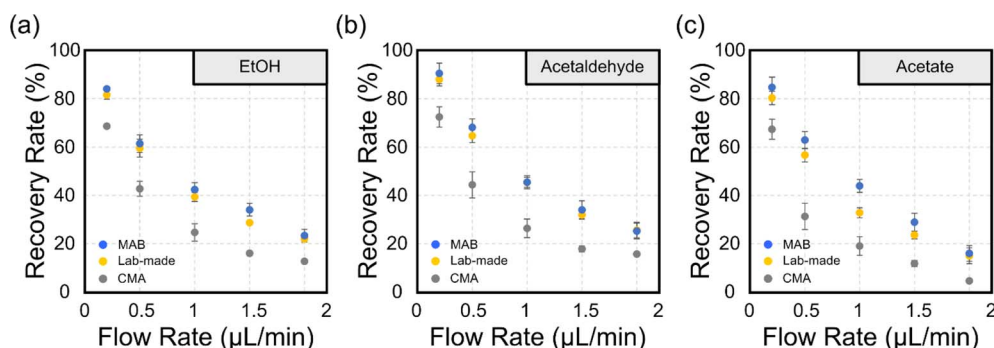 (a)
100
80
60
40
20
0
Recovery Rate (%)
EtOH
MAB
Lab-made
CMA
0 0.5 1 1.5 2
Flow Rate (µL/min)
(b)
100
80
60
40
20
0
Recovery Rate (%)
Acetaldehyde
MAB
Lab-made
CMA
0 0.5 1 1.5 2
Flow Rate (µL/min)
(c)
100
80
60
40
20
0
Recovery Rate (%)
Acetate
MAB
Lab-made
CMA
0 0.5 1 1.5 2
Flow Rate (µL/min)